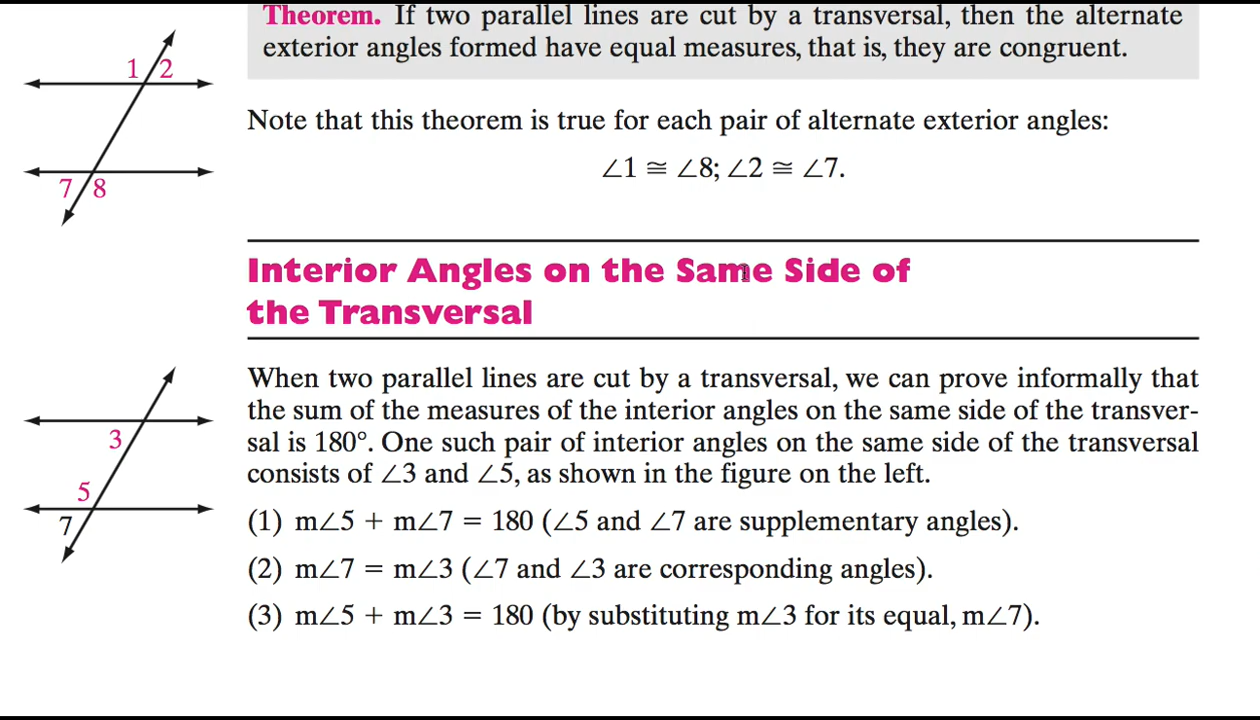 Theorem. If two parallel lines are cut by a transversal, then the alternate
exterior angles formed have equal measures, that is, they are congruent.
1 2
7 8
Note that this theorem is true for each pair of alternate exterior angles:
∠1 ≅ ∠8; ∠2 ≅ ∠7.
Interior Angles on the Same Side of
the Transversal
3
5
7
When two parallel lines are cut by a transversal, we can prove informally that
the sum of the measures of the interior angles on the same side of the transver-
sal is 180°. One such pair of interior angles on the same side of the transversal
consists of ∠3 and ∠5, as shown in the figure on the left.
(1) m∠5 + m∠7 = 180 (∠5 and ∠7 are supplementary angles).
(2) m∠7 = m∠3 (∠7 and ∠3 are corresponding angles).
(3) m∠5 + m∠3 = 180 (by substituting m∠3 for its equal, m∠7).